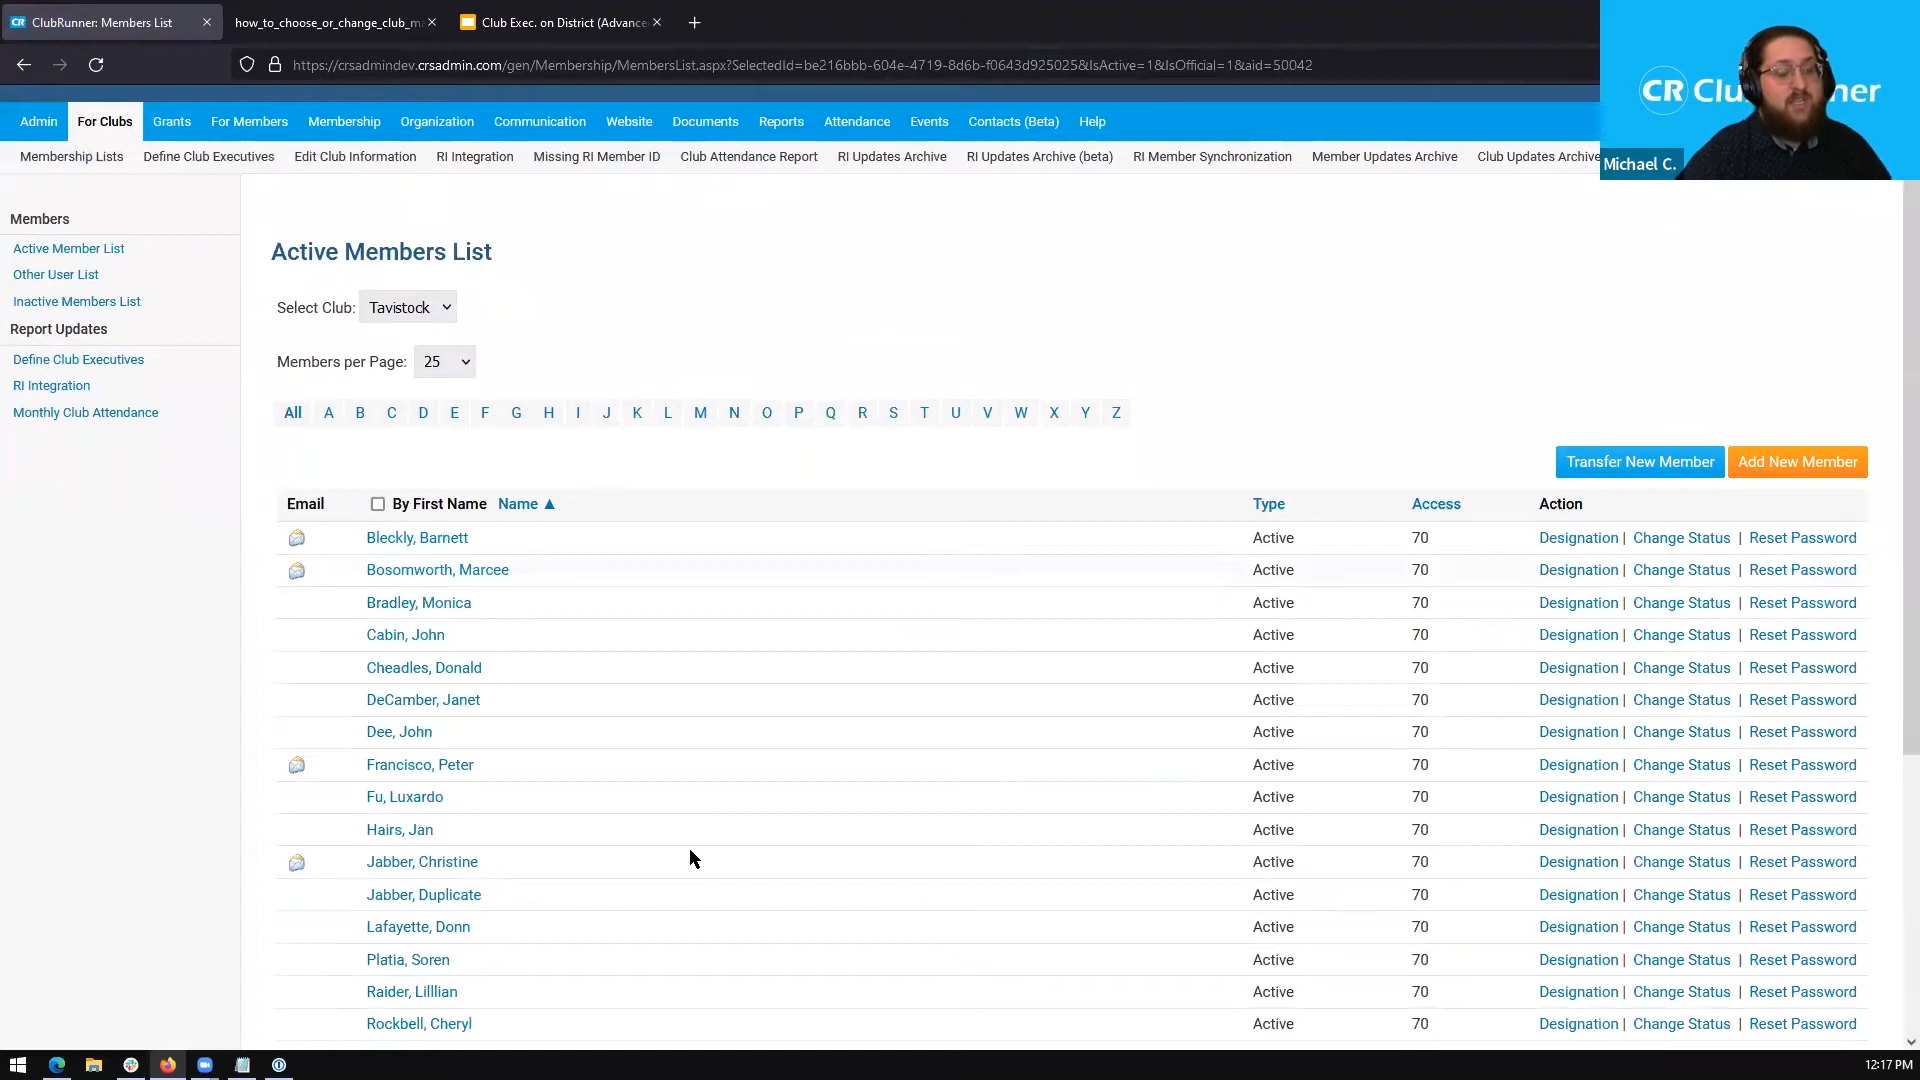 CR ClubRunner: Members List
how_to_choose_or_change_club_m
Club Exec. on District (Advance
https://crsadmindev.crsadmin.com/gen/Membership/MembersList.aspx?SelectedId=be216bbb-604e-4719-8d6b-f0643d925025&IsActive=1&IsOfficial=1&aid=50042
CR Clu ner
Michael C.
Admin For Clubs Grants For Members Membership Organization Communication Website Documents Reports Attendance Events Contacts (Beta) Help
Membership Lists Define Club Executives Edit Club Information RI Integration Missing RI Member ID Club Attendance Report RI Updates Archive RI Updates Archive (beta) RI Member Synchronization Member Updates Archive Club Updates Archive
Members
Active Member List
Other User List
Inactive Members List
Report Updates
Define Club Executives
RI Integration
Monthly Club Attendance
Active Members List
Select Club: Tavistock
Members per Page: 25
All A B C D E F G H I J K L M N O P Q R S T U V W X Y Z
Transfer New Member Add New Member
Email By First Name Name ▲ Type Access Action
Bleckly, Barnett Active 70 Designation | Change Status | Reset Password
Bosomworth, Marcee Active 70 Designation | Change Status | Reset Password
Bradley, Monica Active 70 Designation | Change Status | Reset Password
Cabin, John Active 70 Designation | Change Status | Reset Password
Cheadles, Donald Active 70 Designation | Change Status | Reset Password
DeCamber, Janet Active 70 Designation | Change Status | Reset Password
Dee, John Active 70 Designation | Change Status | Reset Password
Francisco, Peter Active 70 Designation | Change Status | Reset Password
Fu, Luxardo Active 70 Designation | Change Status | Reset Password
Hairs, Jan Active 70 Designation | Change Status | Reset Password
Jabber, Christine Active 70 Designation | Change Status | Reset Password
Jabber, Duplicate Active 70 Designation | Change Status | Reset Password
Lafayette, Donn Active 70 Designation | Change Status | Reset Password
Platia, Soren Active 70 Designation | Change Status | Reset Password
Raider, Lilllian Active 70 Designation | Change Status | Reset Password
Rockbell, Cheryl Active 70 Designation | Change Status | Reset Password
12:17 PM